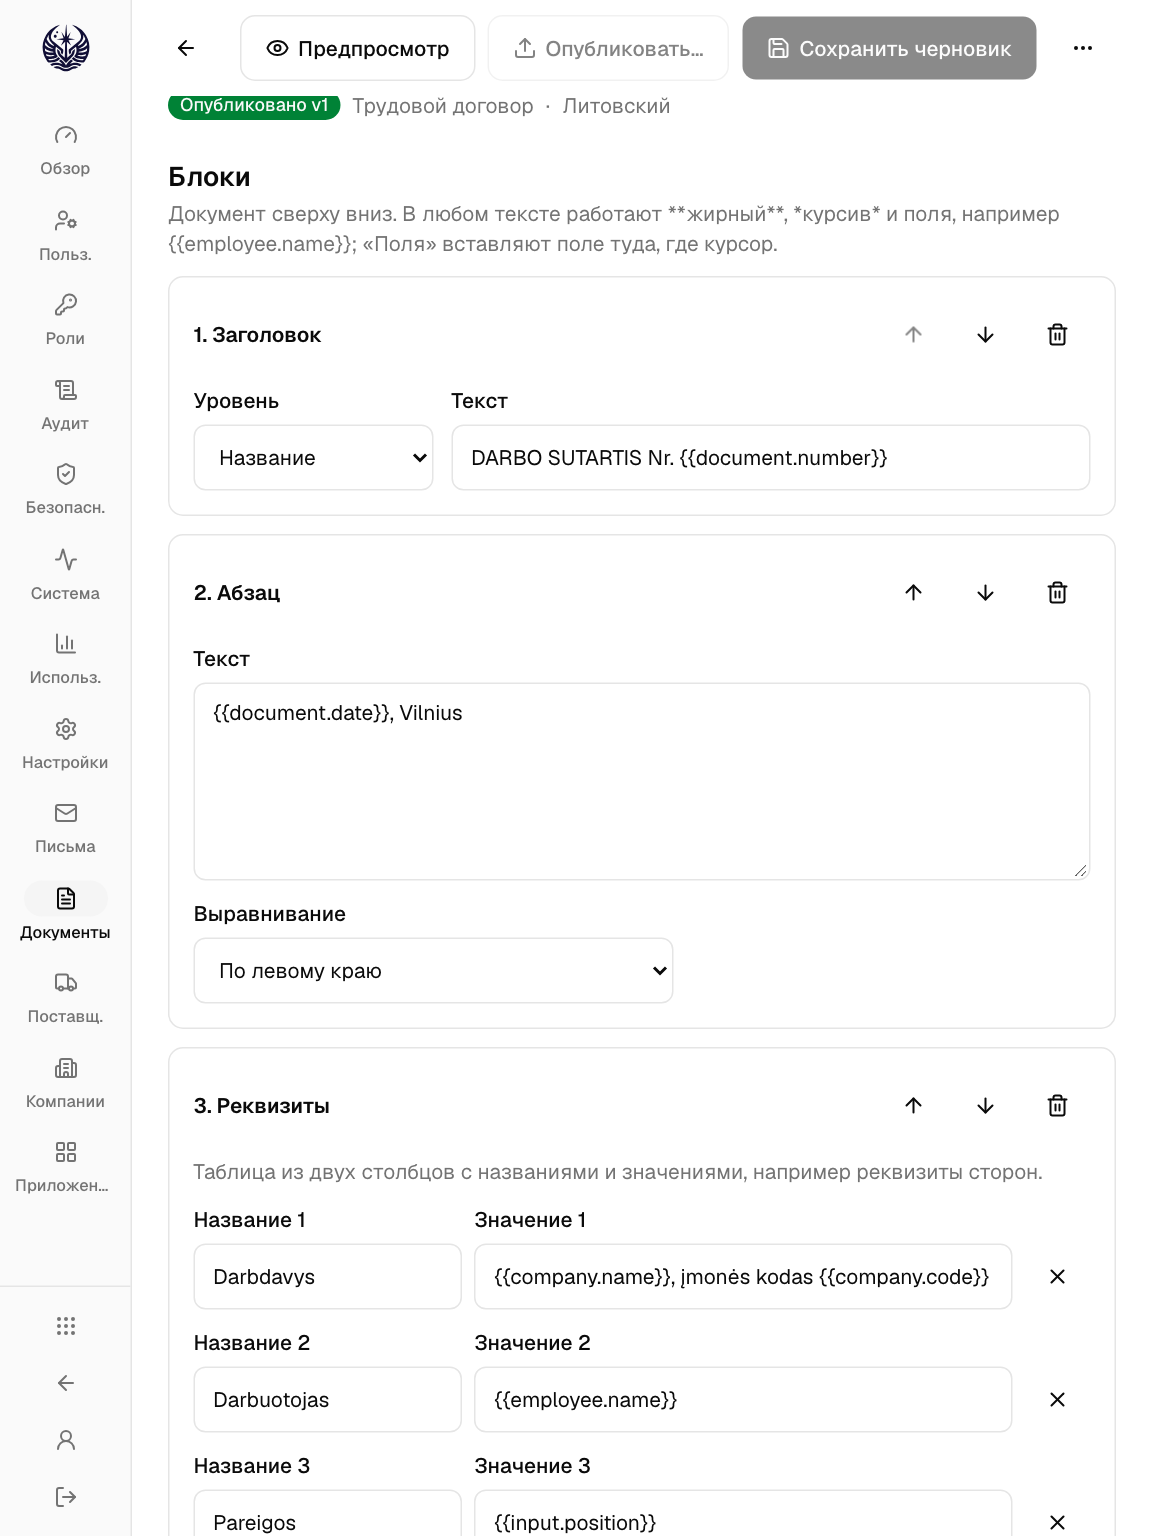 Предпросмотр
Опубликовать...
Сохранить черновик
Опубликовано v1 Трудовой договор · Литовский
Обзор
Польз.
Роли
Аудит
Безопасн.
Система
Использ.
Настройки
Письма
Документы
Поставщ.
Компании
Приложен...
Блоки
Документ сверху вниз. В любом тексте работают **жирный**, *курсив* и поля, например
{{employee.name}}; «Поля» вставляют поле туда, где курсор.
1. Заголовок
Уровень Текст
Название DARBO SUTARTIS Nr. {{document.number}}
2. Абзац
Текст
{{document.date}}, Vilnius
Выравнивание
По левому краю
3. Реквизиты
Таблица из двух столбцов с названиями и значениями, например реквизиты сторон.
Название 1 Значение 1
Darbdavys {{company.name}}, įmonės kodas {{company.code}}
Название 2 Значение 2
Darbuotojas {{employee.name}}
Название 3 Значение 3
Pareigos {{input.position}}